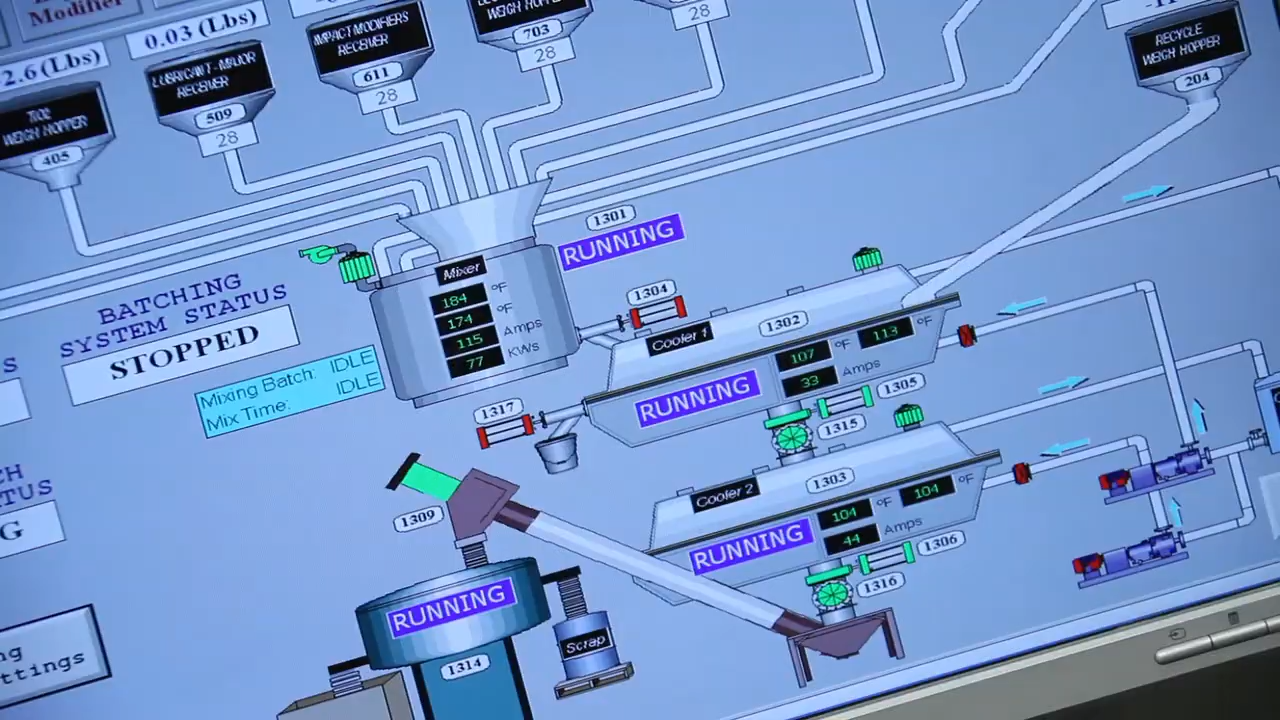 Modifier
2.6 (Lbs)
0.03 (Lbs)
TiO2
WEIGH HOPPER
405
LUBRICANT-MAJOR
RECEIVER
509
28
IMPACT MODIFIERS
RECEIVER
611
28
WEIGH HOPPER
703
28
28
RECYCLE
WEIGH HOPPER
204
1301
RUNNING
BATCHING
SYSTEM STATUS
STOPPED
Mixing Batch: IDLE
Mix Time: IDLE
Mixer
184 °F
174 °F
115 Amps
77 KWs
1304
Cooler 1
1302
107 °F
113 °F
33 Amps
RUNNING
1317
1305
1315
Cooler 2
1303
104 °F
104 °F
44 Amps
RUNNING
1306
1316
1309
RUNNING
1314
Scrap
G